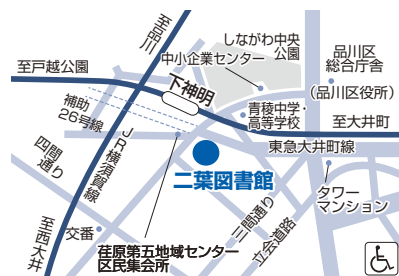 至品川
しながわ中央
公園
中小企業センター
品川区
総合庁舎
(品川区役所)
至戸越公園
下神明
青稜中学・
高等学校
至大井町
補助
26号線
東急大井町線
四間通り
JR横須賀線
二葉図書館
タワー
マンション
三間通り
立会道路
至西大井
交番
荏原第五地域センター
区民集会所